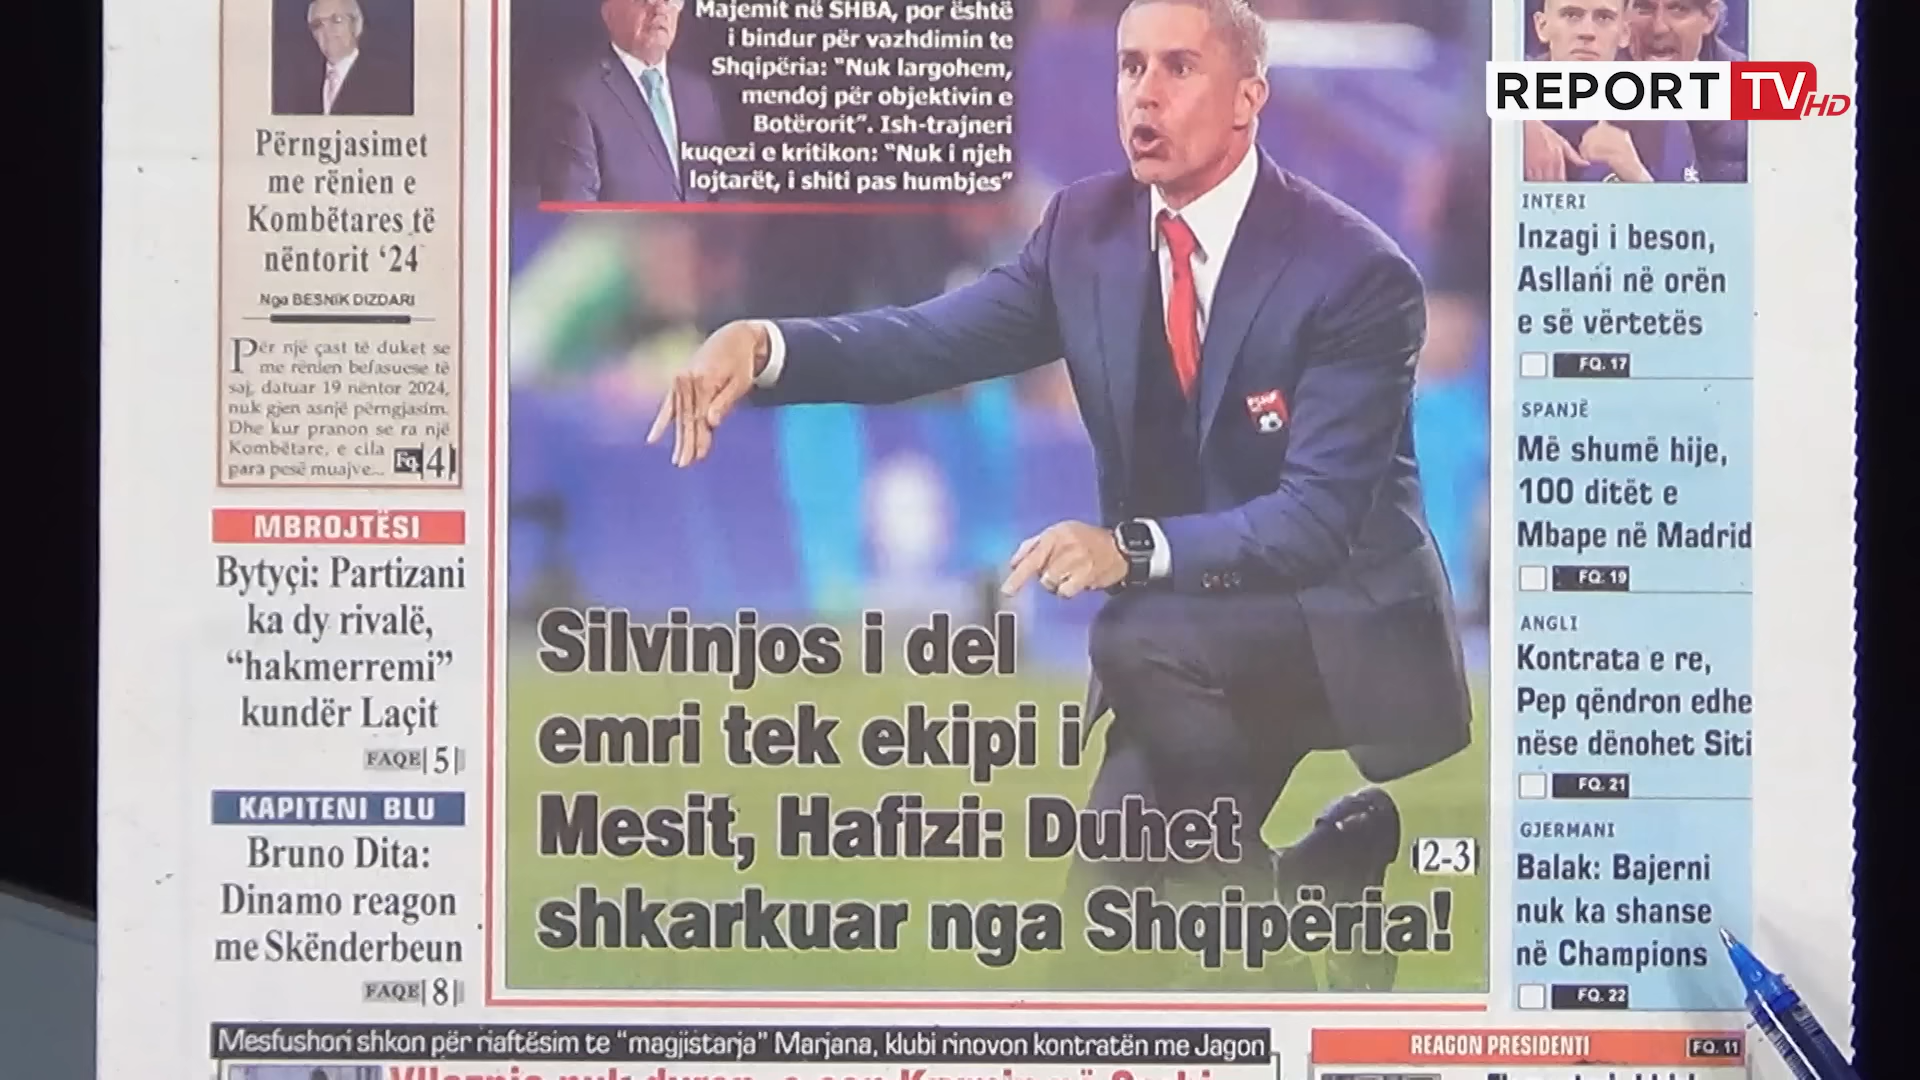 REPORT TV HD
Përngjasimet
me rënien e
Kombëtares të
nëntorit ‘24
Nga BESNIK DIZDARI
Për një çast të duket se
me rënien befasuese të
saj, datuar 19 nëntor 2024,
nuk gjen asnjë përngjasim.
Dhe kur pranon se ra një
Kombëtare, e cila
para pesë muajve...
Fq. 4
MBROJTËSI
Bytyçi: Partizani
ka dy rivalë,
“hakmerremi”
kundër Laçit
FAQE 5
KAPITENI BLU
Bruno Dita:
Dinamo reagon
me Skënderbeun
FAQE 8
Majemit në SHBA, por është
i bindur për vazhdimin te
Shqipëria: “Nuk largohem,
mendoj për objektivin e
Botërorit”. Ish-trajneri
kuqezi e kritikon: “Nuk i njeh
lojtarët, i shiti pas humbjes”
Silvinjos i del
emri tek ekipi i
Mesit, Hafizi: Duhet
shkarkuar nga Shqipëria!
2-3
INTERI
Inzagi i beson,
Asllani në orën
e së vërtetës
FQ. 17
SPANJË
Më shumë hije,
100 ditët e
Mbape në Madrid
FQ. 19
ANGLI
Kontrata e re,
Pep qëndron edhe
nëse dënohet Siti
FQ. 21
GJERMANI
Balak: Bajerni
nuk ka shanse
në Champions
FQ. 22
Mesfushori shkon për riaftësim te “magjistarja” Marjana, klubi rinovon kontratën me Jagon
REAGON PRESIDENTI
FQ. 11